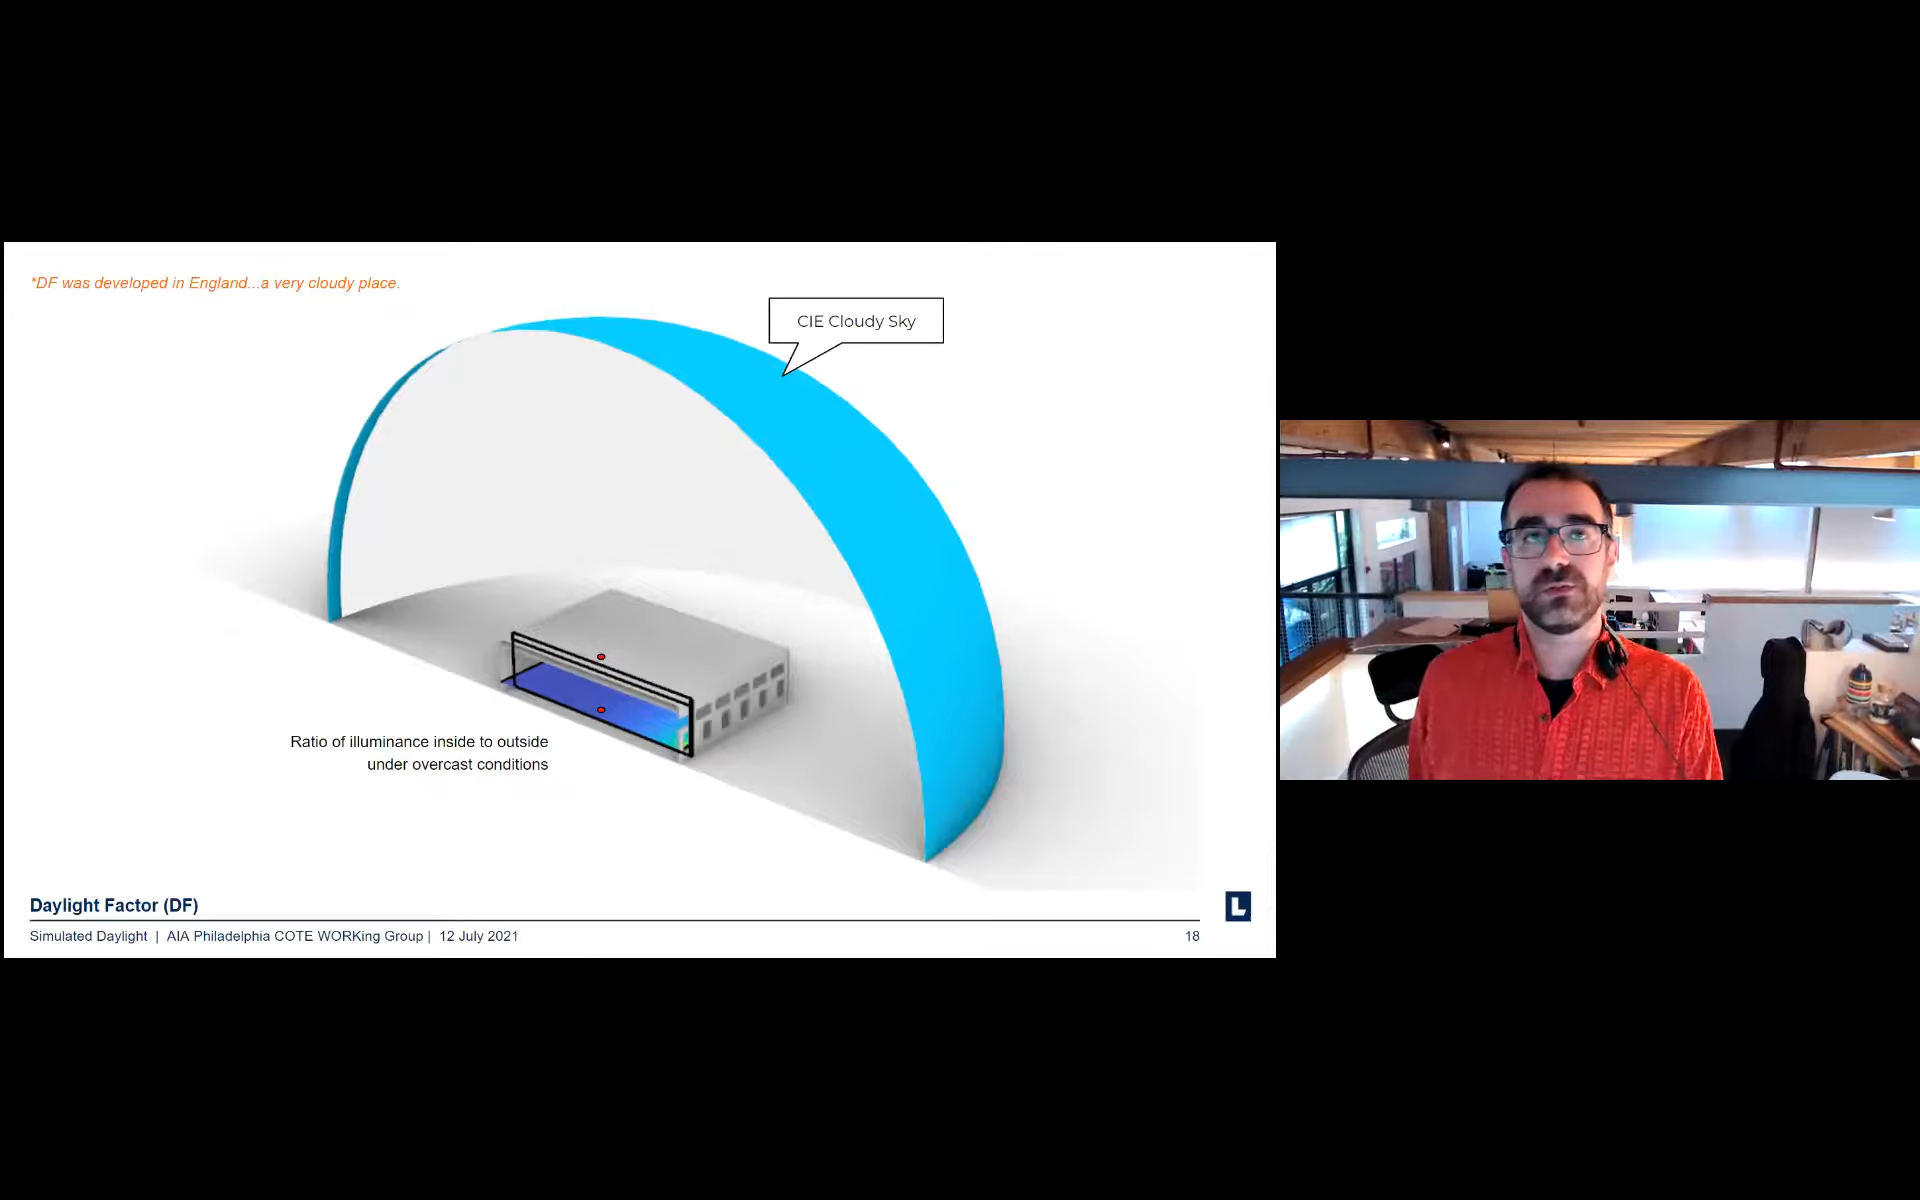 *DF was developed in England...a very cloudy place.
CIE Cloudy Sky
Ratio of illuminance inside to outside
under overcast conditions
Daylight Factor (DF)
L
Simulated Daylight | AIA Philadelphia COTE WORKing Group | 12 July 2021
18